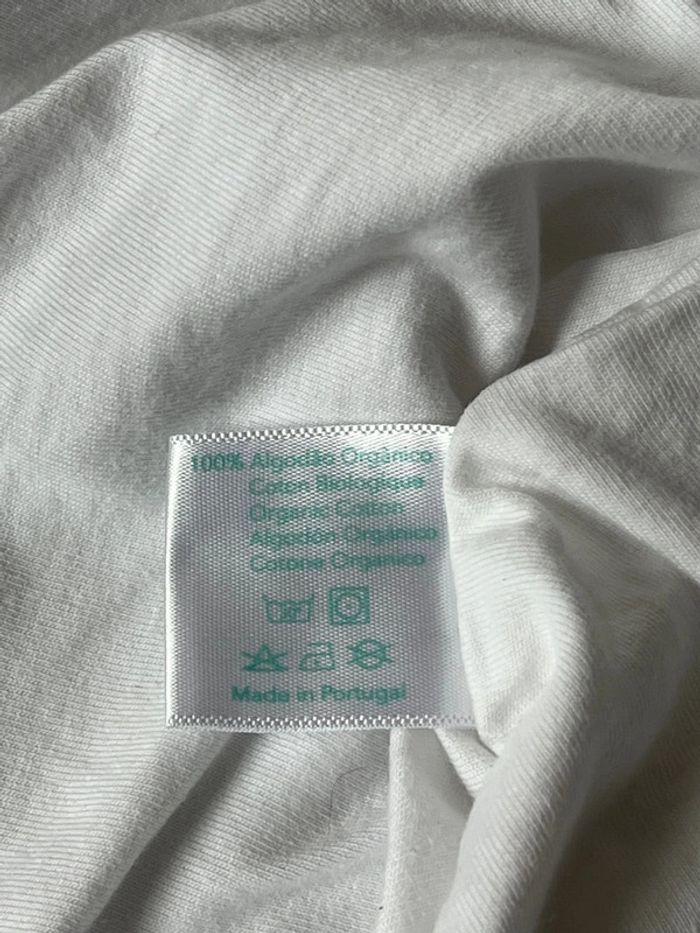 100% Algodão Orgânico
Coton Biologique
Organic Cotton
Algodón Orgánico
Cotone Organico
Made in Portugal